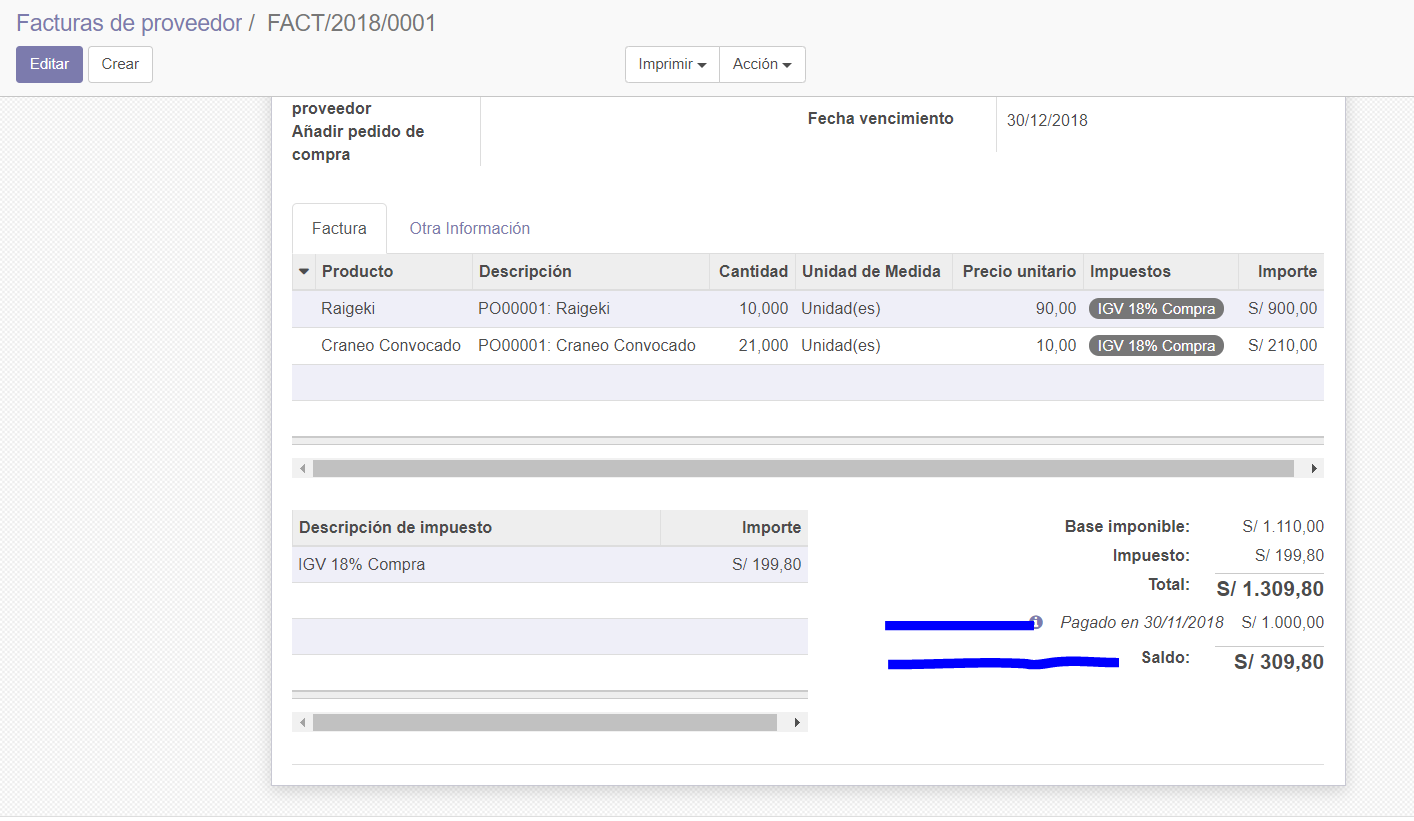 Facturas de proveedor / FACT/2018/0001
Editar Crear Imprimir Acción
proveedor
Añadir pedido de
compra
Fecha vencimiento 30/12/2018
Factura Otra Información
Producto Descripción Cantidad Unidad de Medida Precio unitario Impuestos Importe
Raigeki PO00001: Raigeki 10,000 Unidad(es) 90,00 IGV 18% Compra S/ 900,00
Craneo Convocado PO00001: Craneo Convocado 21,000 Unidad(es) 10,00 IGV 18% Compra S/ 210,00
Descripción de impuesto Importe
IGV 18% Compra S/ 199,80
Base imponible: S/ 1.110,00
Impuesto: S/ 199,80
Total: S/ 1.309,80
Pagado en 30/11/2018 S/ 1.000,00
Saldo: S/ 309,80